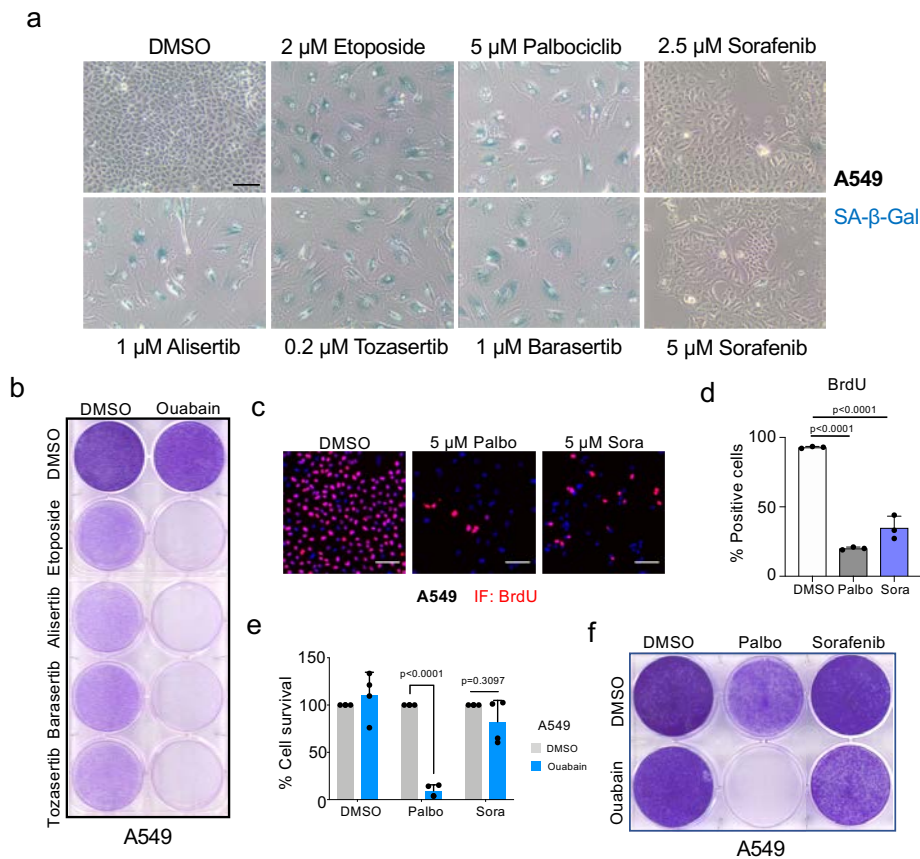 a
DMSO
2 µM Etoposide
5 µM Palbociclib
2.5 µM Sorafenib
A549
SA-β-Gal
1 µM Alisertib
0.2 µM Tozasertib
1 µM Barasertib
5 µM Sorafenib
b
DMSO
Ouabain
DMSO
Etoposide
Alisertib
Barasertib
Tozasertib
A549
c
DMSO
5 µM Palbo
5 µM Sora
A549 IF: BrdU
d
BrdU
p<0.0001
p<0.0001
% Positive cells
100
50
0
DMSO
Palbo
Sora
e
% Cell survival
150
100
50
0
p<0.0001
p=0.3097
DMSO
Palbo
Sora
A549
DMSO
Ouabain
f
DMSO
Palbo
Sorafenib
DMSO
Ouabain
A549